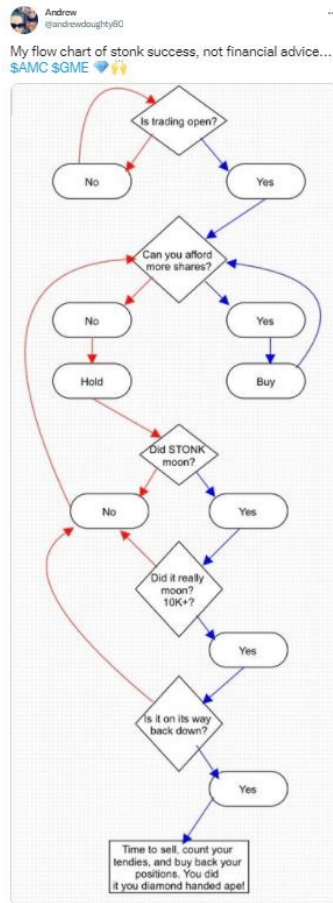 Andrew
@andrewdoughty80
My flow chart of stonk success, not financial advice...
$AMC $GME 💎🙌
Is trading open?
No
Yes
Can you afford
more shares?
No
Yes
Hold
Buy
Did STONK
moon?
No
Yes
Did it really
moon?
10K+?
Yes
Is it on its way
back down?
Yes
Time to sell, count your
tendies, and buy back your
positions. You did
it you diamond handed ape!